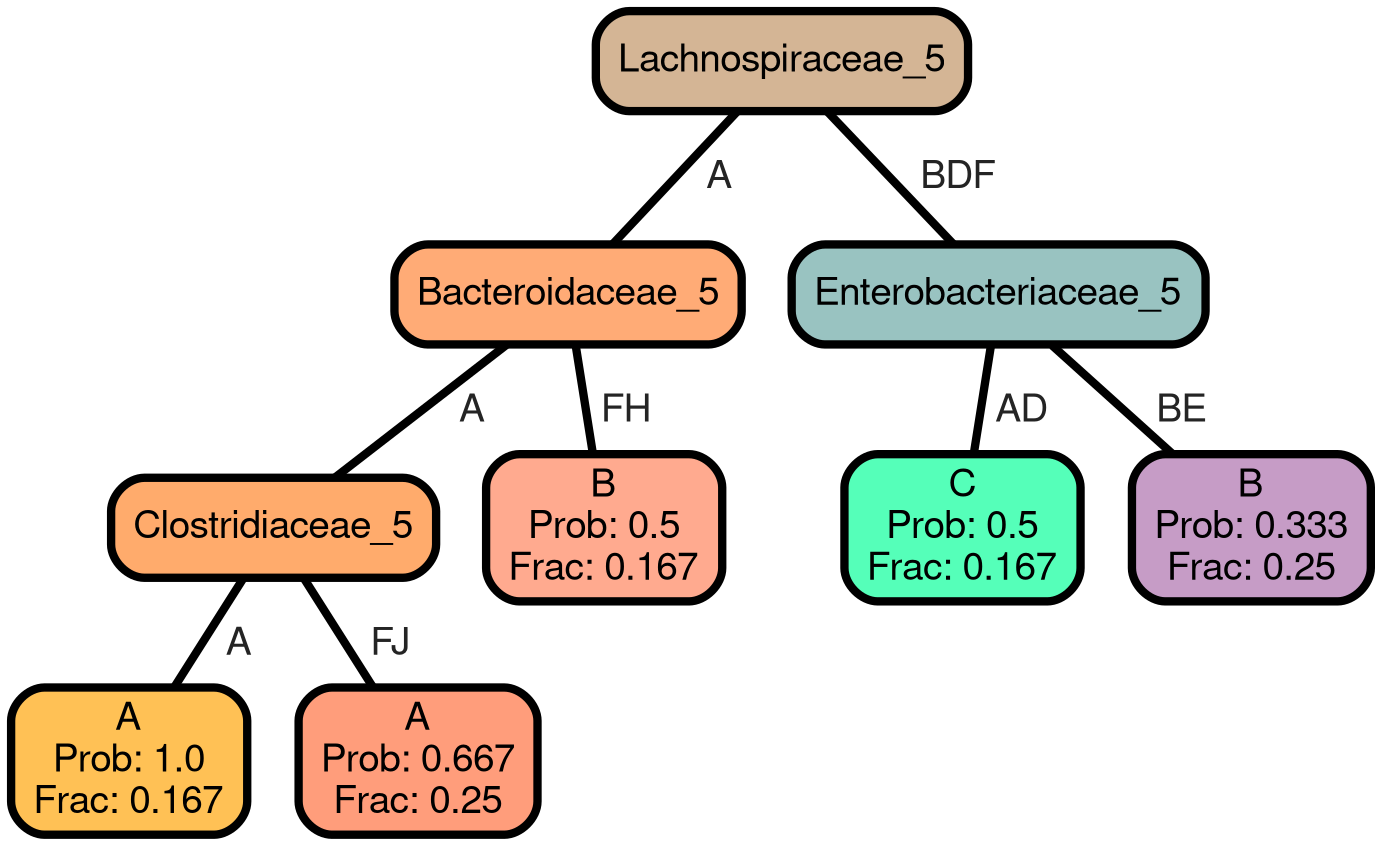 Lachnospiraceae_5
A
BDF
Bacteroidaceae_5
Enterobacteriaceae_5
A
FH
AD
BE
Clostridiaceae_5
B
Prob: 0.5
Frac: 0.167
C
Prob: 0.5
Frac: 0.167
B
Prob: 0.333
Frac: 0.25
A
FJ
A
Prob: 1.0
Frac: 0.167
A
Prob: 0.667
Frac: 0.25